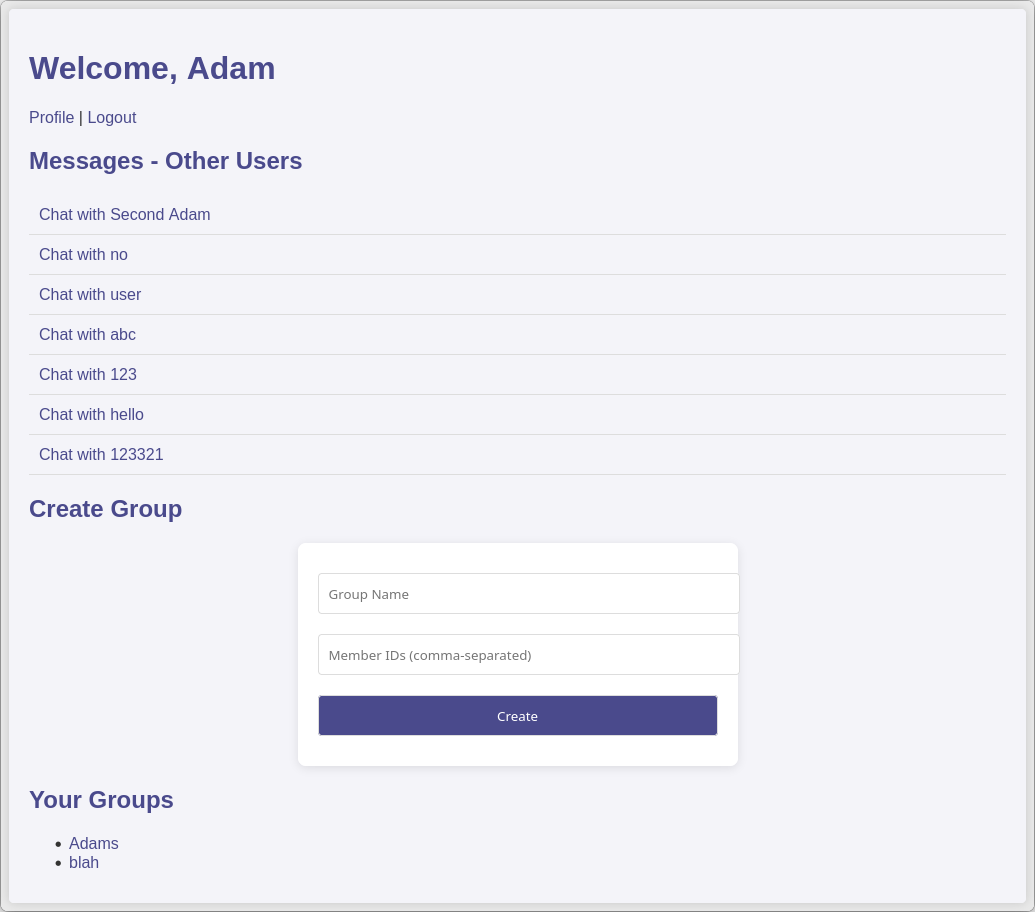 Welcome, Adam
Profile | Logout
Messages - Other Users
Chat with Second Adam
Chat with no
Chat with user
Chat with abc
Chat with 123
Chat with hello
Chat with 123321
Create Group
Group Name
Member IDs (comma-separated)
Create
Your Groups
• Adams
• blah